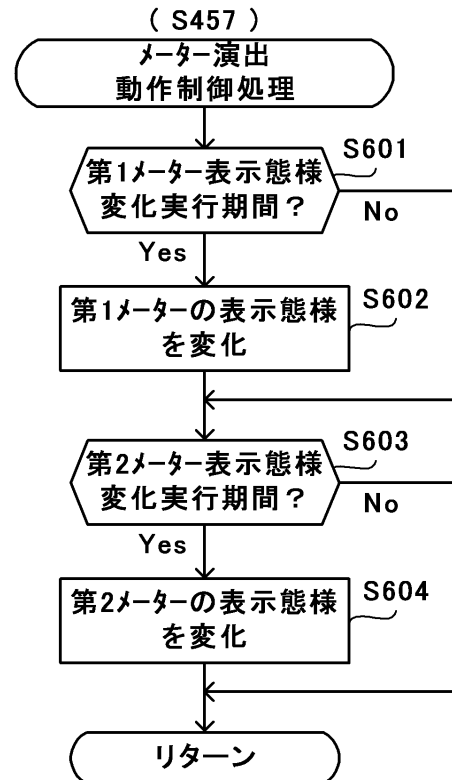 ( S457 )
メーター演出
動作制御処理
S601
第1メーター表示態様
変化実行期間？
No
Yes
S602
第1メーターの表示態様
を変化
S603
第2メーター表示態様
変化実行期間？
No
Yes
S604
第2メーターの表示態様
を変化
リターン